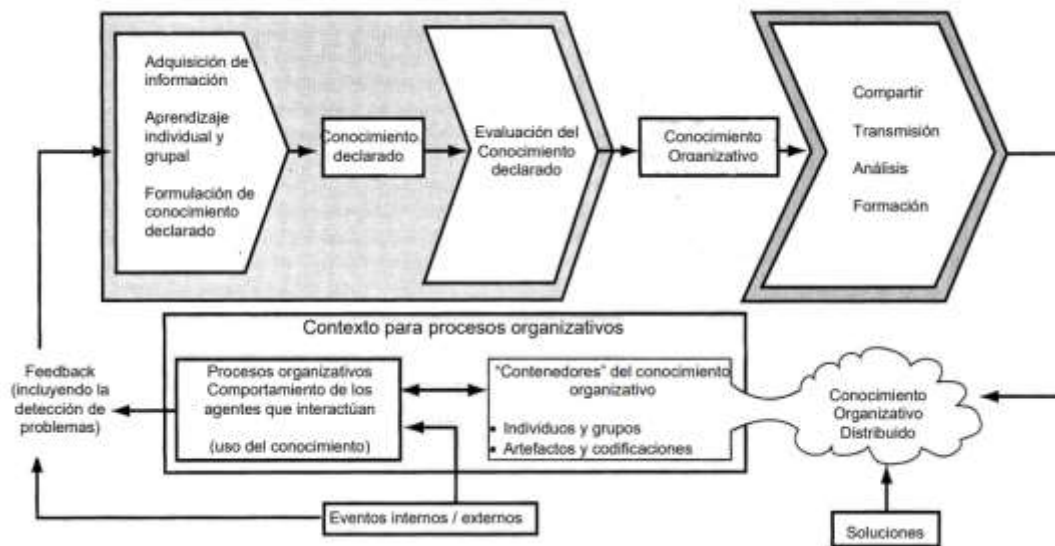 Adquisición de
información
Aprendizaje
individual y
grupal
Formulación de
conocimiento
declarado
Conocimiento
declarado
Evaluación del
Conocimiento
declarado
Conocimiento
Organizativo
Compartir
Transmisión
Análisis
Formación
Contexto para procesos organizativos
Feedback
(incluyendo la
detección de
problemas)
Procesos organizativos
Comportamiento de los
agentes que interactúan
(uso del conocimiento)
"Contenedores" del conocimiento
organizativo
• Individuos y grupos
• Artefactos y codificaciones
Conocimiento
Organizativo
Distribuido
Eventos internos / externos
Soluciones